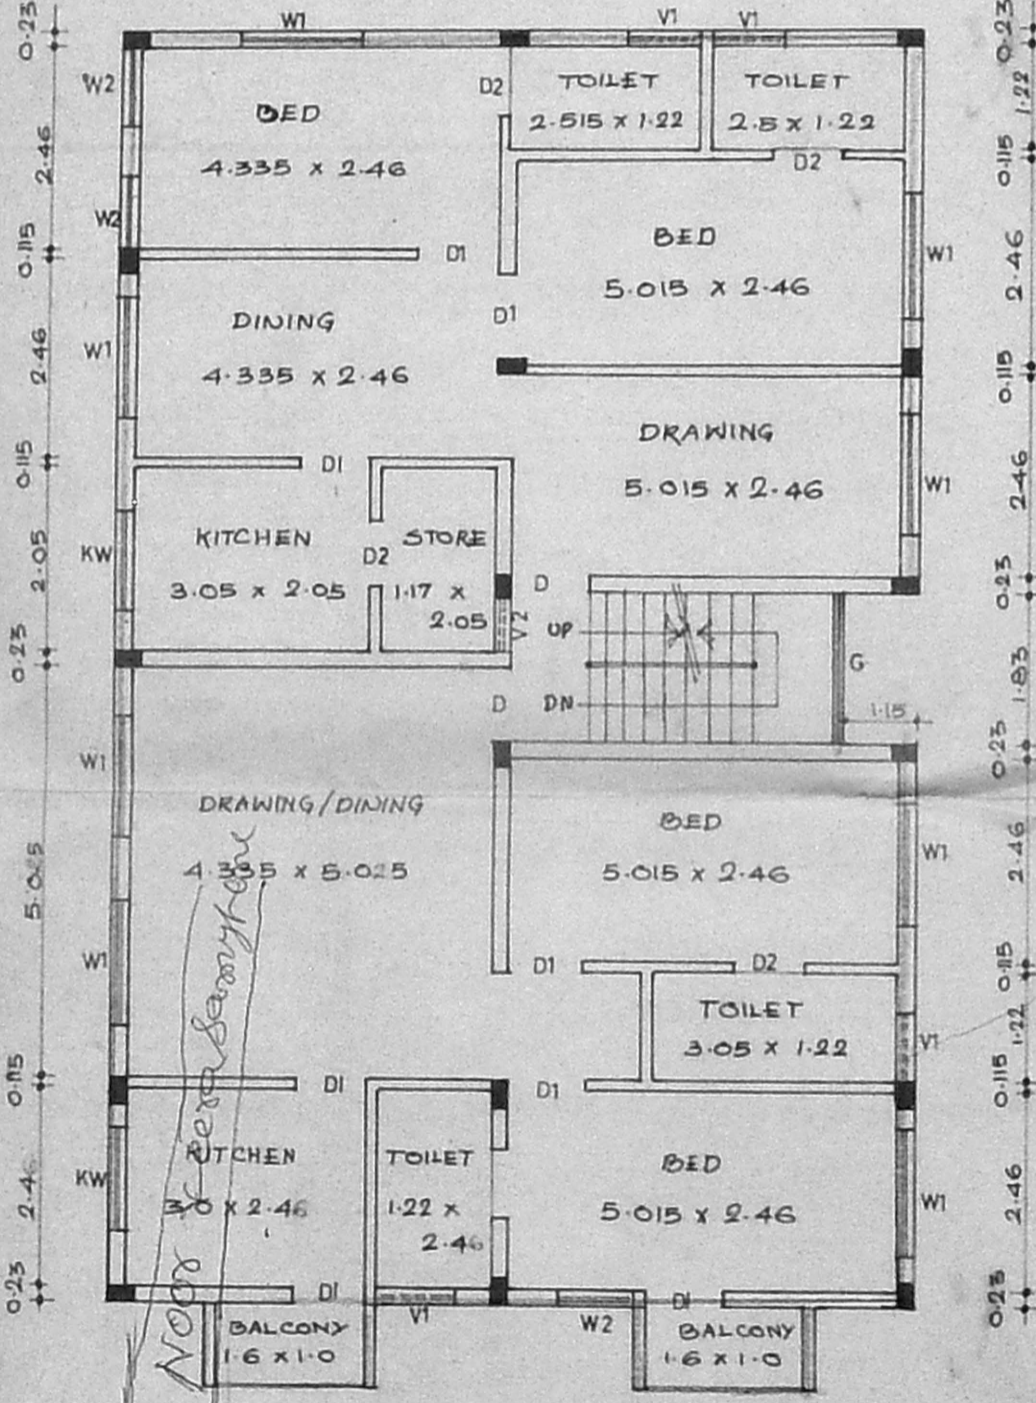 0.23
W1
V1
V1
0.23
W2
D2
TOILET
2.515 x 1.22
TOILET
2.5 x 1.22
1.22
BED
4.335 x 2.46
2.46
D2
0.115
W2
BED
5.015 x 2.46
W1
2.46
0.115
D1
DINING
4.335 x 2.46
D1
W1
2.46
0.115
DRAWING
5.015 x 2.46
W1
2.46
0.115
D1
KITCHEN
3.05 x 2.05
D2
STORE
1.17 x
2.05
KW
2.05
D
0.23
V2
UP
G
1.83
0.23
D
DN
1.15
0.23
W1
DRAWING/DINING
4.335 x 5.025
5.025
BED
5.015 x 2.46
W1
2.46
W1
D1
D2
0.115
TOILET
3.05 x 1.22
V1
1.22
0.115
D1
D1
0.115
KITCHEN
3.0 x 2.46
KW
2.46
TOILET
1.22 x
2.46
BED
5.015 x 2.46
W1
2.46
0.23
D1
V1
W2
D1
0.23
BALCONY
1.6 x 1.0
BALCONY
1.6 x 1.0